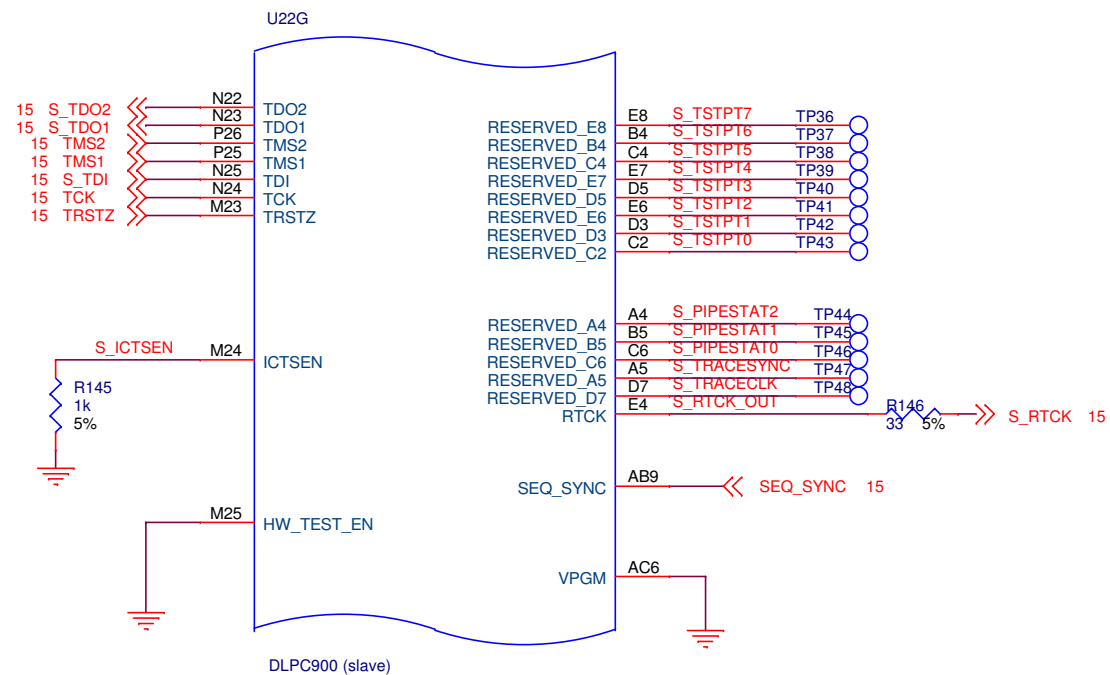 U22G
15 S_TDO2 N22 TDO2
15 S_TDO1 N23 TDO1
15 TMS2 P26 TMS2
15 TMS1 P25 TMS1
15 S_TDI N25 TDI
15 TCK N24 TCK
15 TRSTZ M23 TRSTZ
RESERVED_E8 E8 S_TSTPT7 TP36
RESERVED_B4 B4 S_TSTPT6 TP37
RESERVED_C4 C4 S_TSTPT5 TP38
RESERVED_E7 E7 S_TSTPT4 TP39
RESERVED_D5 D5 S_TSTPT3 TP40
RESERVED_E6 E6 S_TSTPT2 TP41
RESERVED_D3 D3 S_TSTPT1 TP42
RESERVED_C2 C2 S_TSTPT0 TP43
RESERVED_A4 A4 S_PIPESTAT2 TP44
RESERVED_B5 B5 S_PIPESTAT1 TP45
RESERVED_C6 C6 S_PIPESTAT0 TP46
RESERVED_A5 A5 S_TRACESYNC TP47
RESERVED_D7 D7 S_TRACECLK TP48
RTCK E4 S_RTCK_OUT R146 S_RTCK 15
33 5%
S_ICTSEN M24 ICTSEN
R145
1k
5%
SEQ_SYNC AB9 SEQ_SYNC 15
M25 HW_TEST_EN
VPGM AC6
DLPC900 (slave)